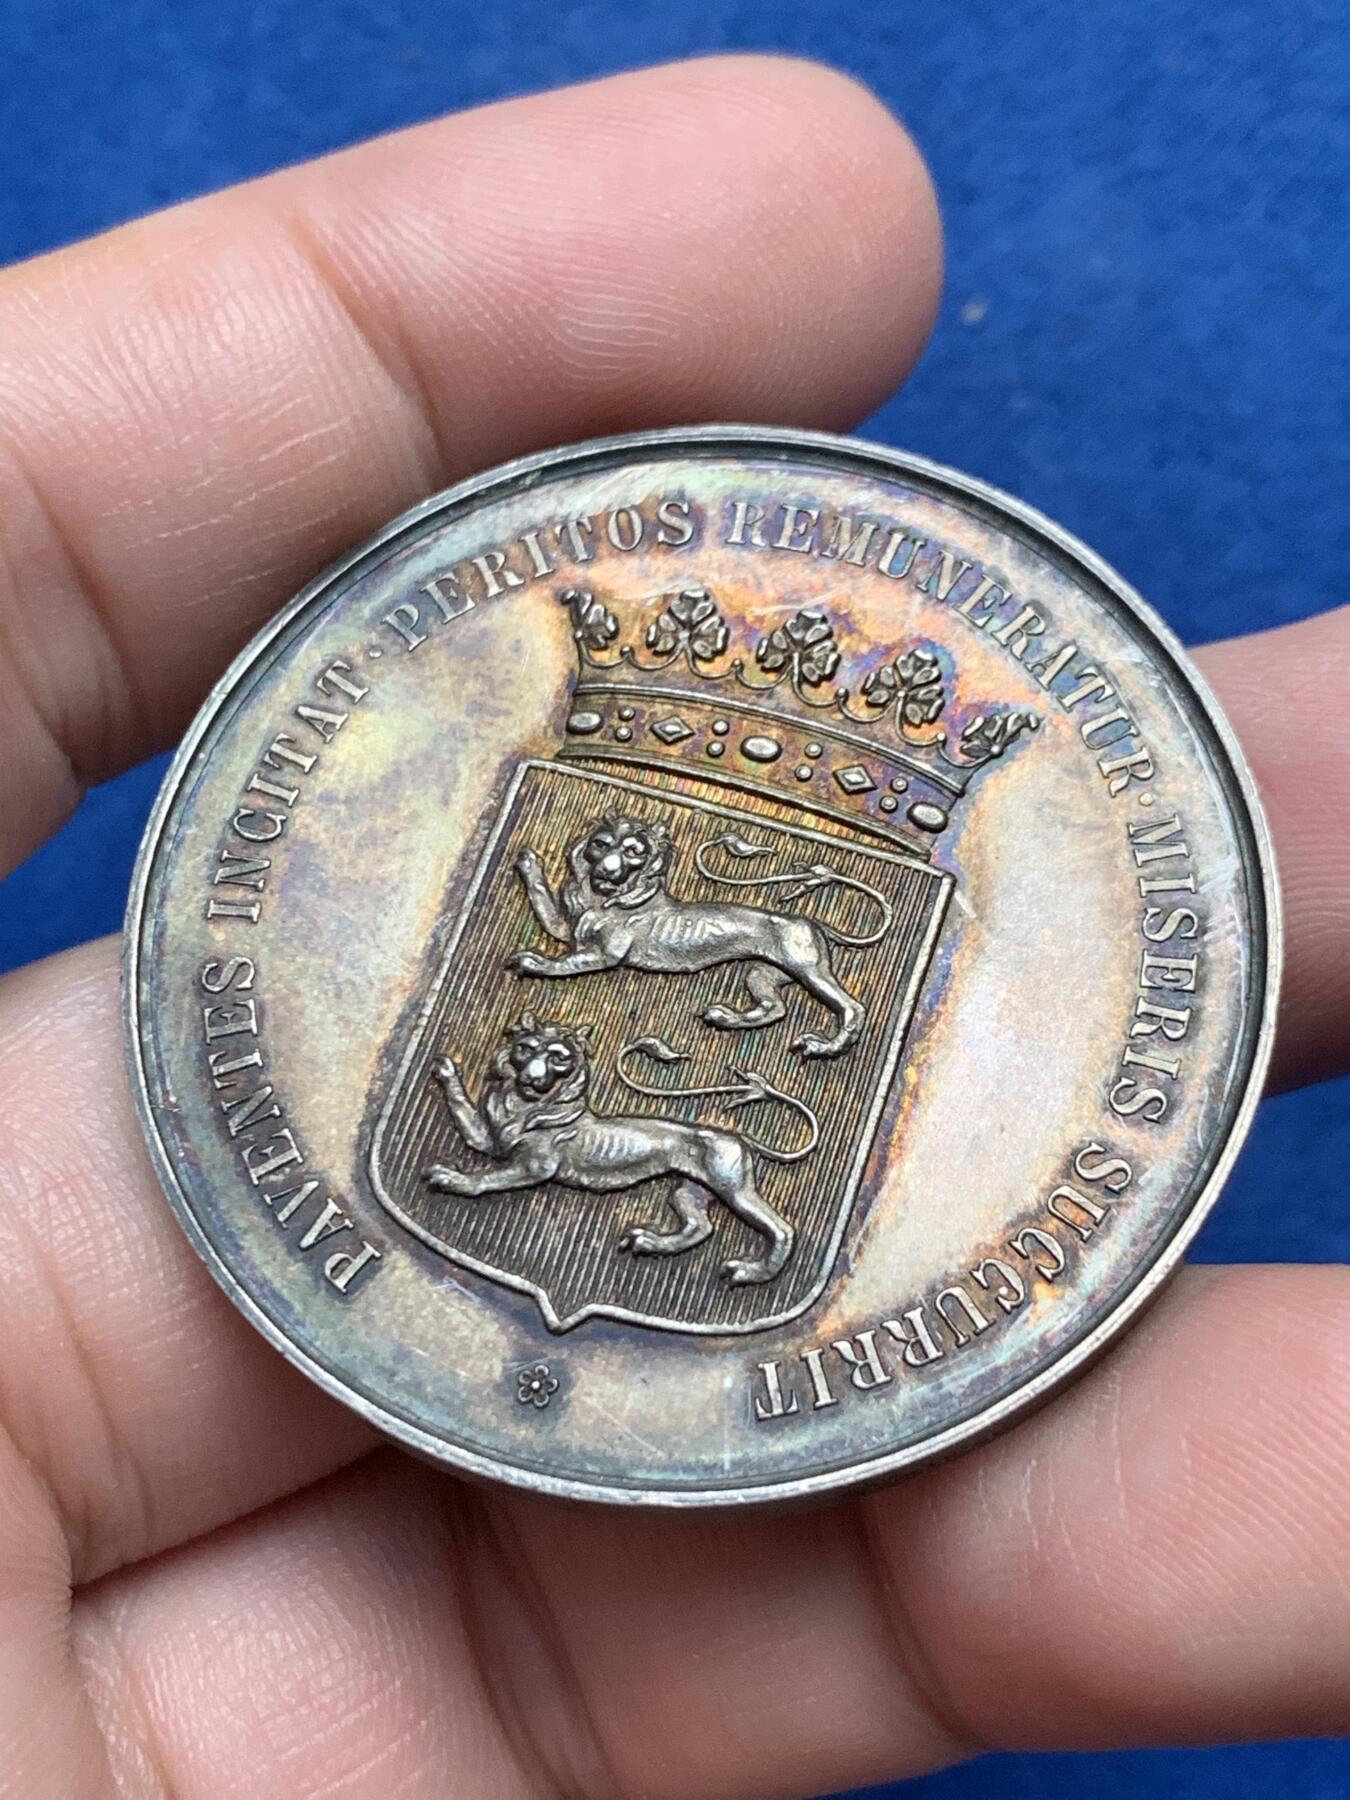 PAVENTES INCITAT · PERITOS REMUNERATUR · MISERIS SUCCURRIT